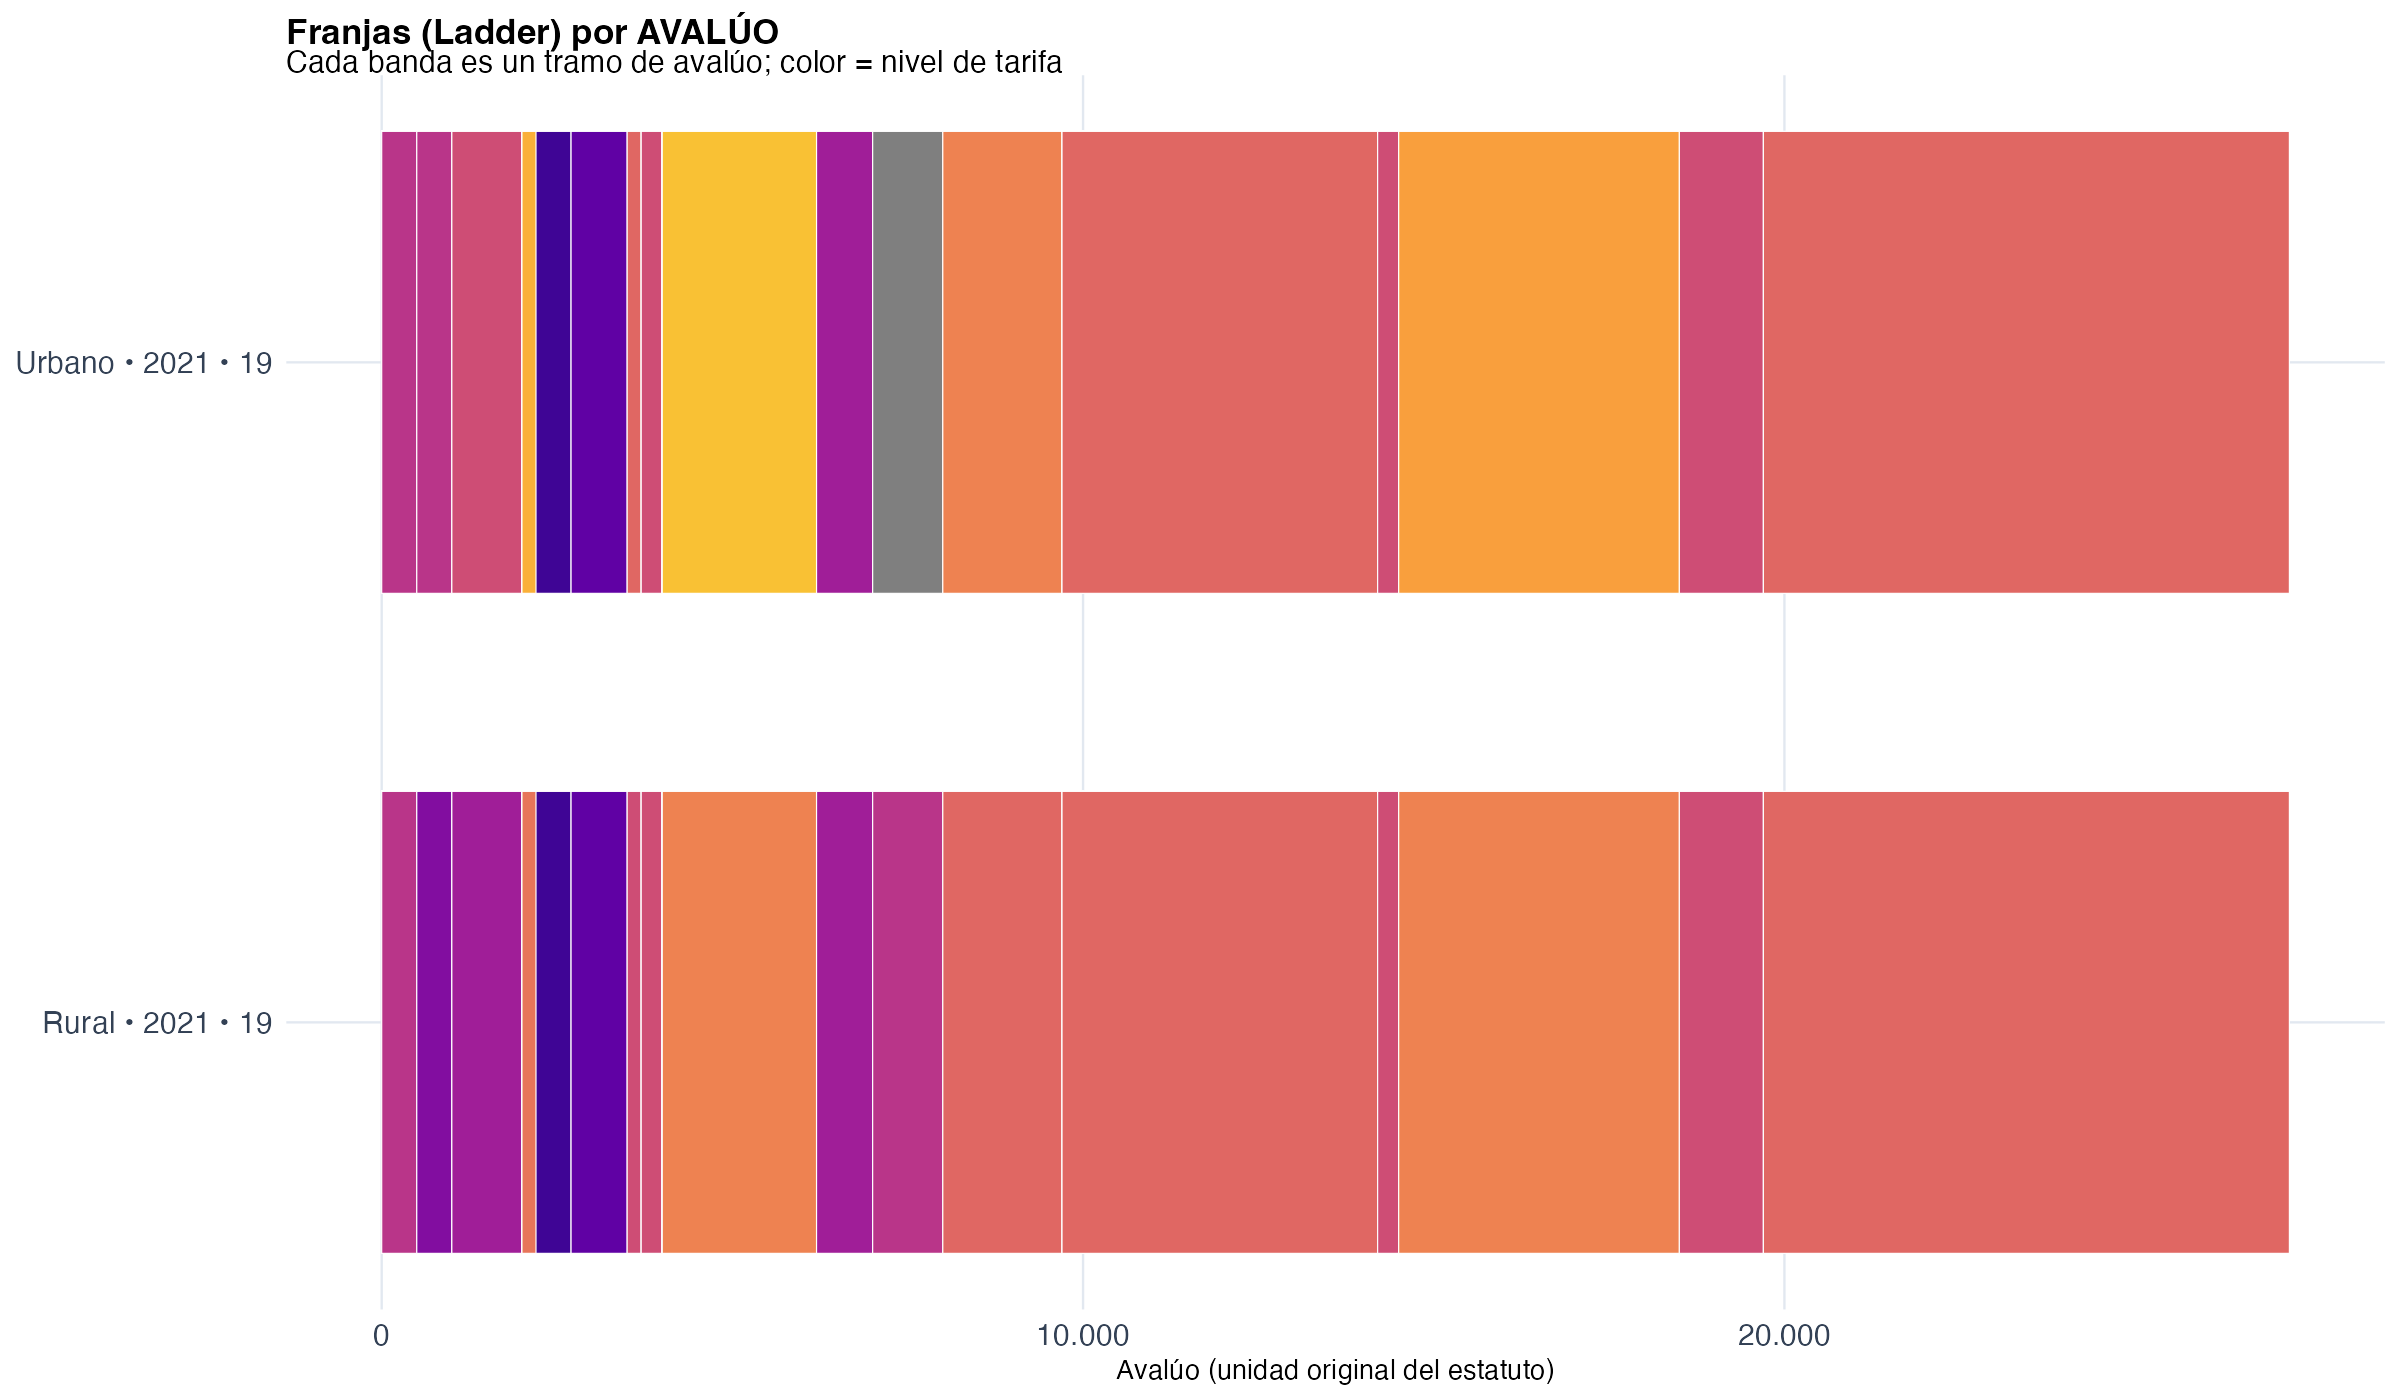 Franjas (Ladder) por AVALÚO
Cada banda es un tramo de avalúo; color = nivel de tarifa
Urbano • 2021 • 19
Rural • 2021 • 19
0 10.000 20.000
Avalúo (unidad original del estatuto)